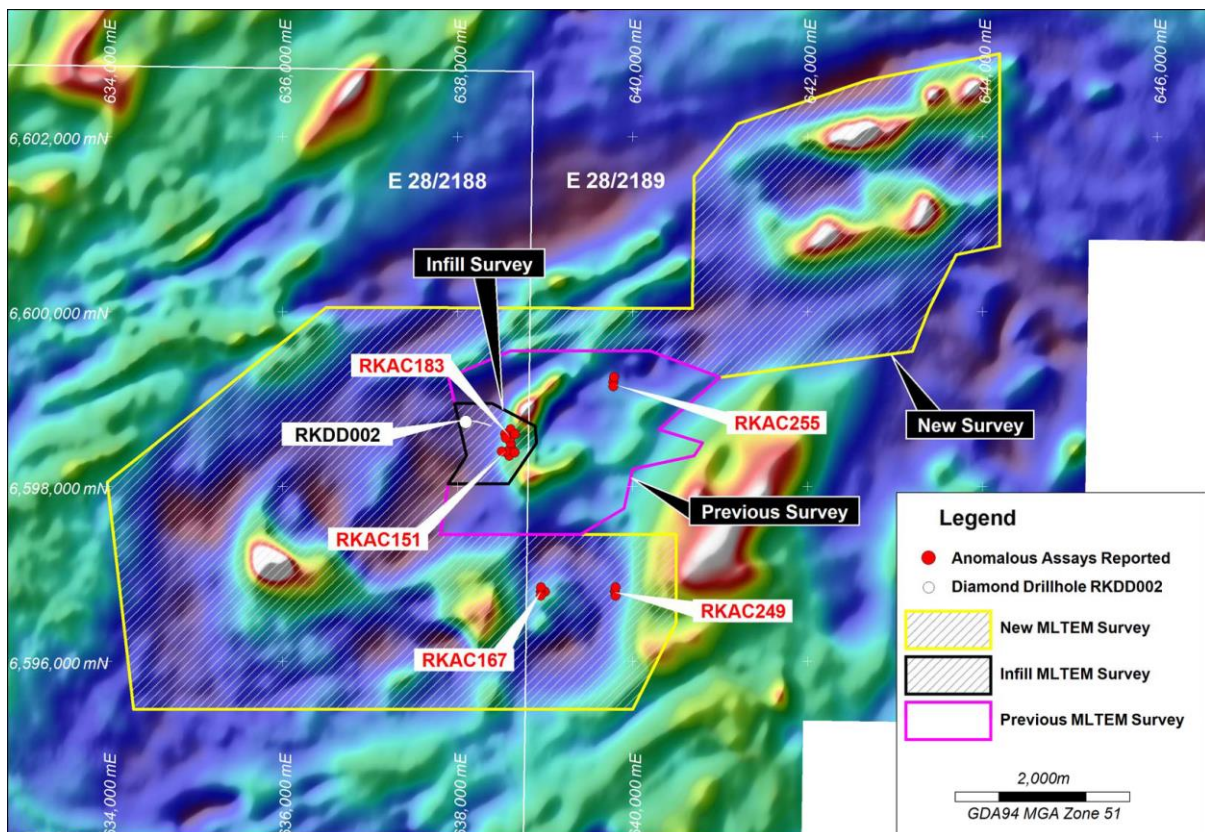 634,000 mE
636,000 mE
638,000 mE
640,000 mE
642,000 mE
644,000 mE
646,000 mE
6,602,000 mN
E 28/2188
E 28/2189
Infill Survey
6,600,000 mN
RKAC183
RKDD002
RKAC255
New Survey
6,598,000 mN
Previous Survey
RKAC151
RKAC249
RKAC167
6,596,000 mN
634,000 mE
636,000 mE
638,000 mE
640,000 mE
Legend
Anomalous Assays Reported
Diamond Drillhole RKDD002
New MLTEM Survey
Infill MLTEM Survey
Previous MLTEM Survey
2,000m
GDA94 MGA Zone 51